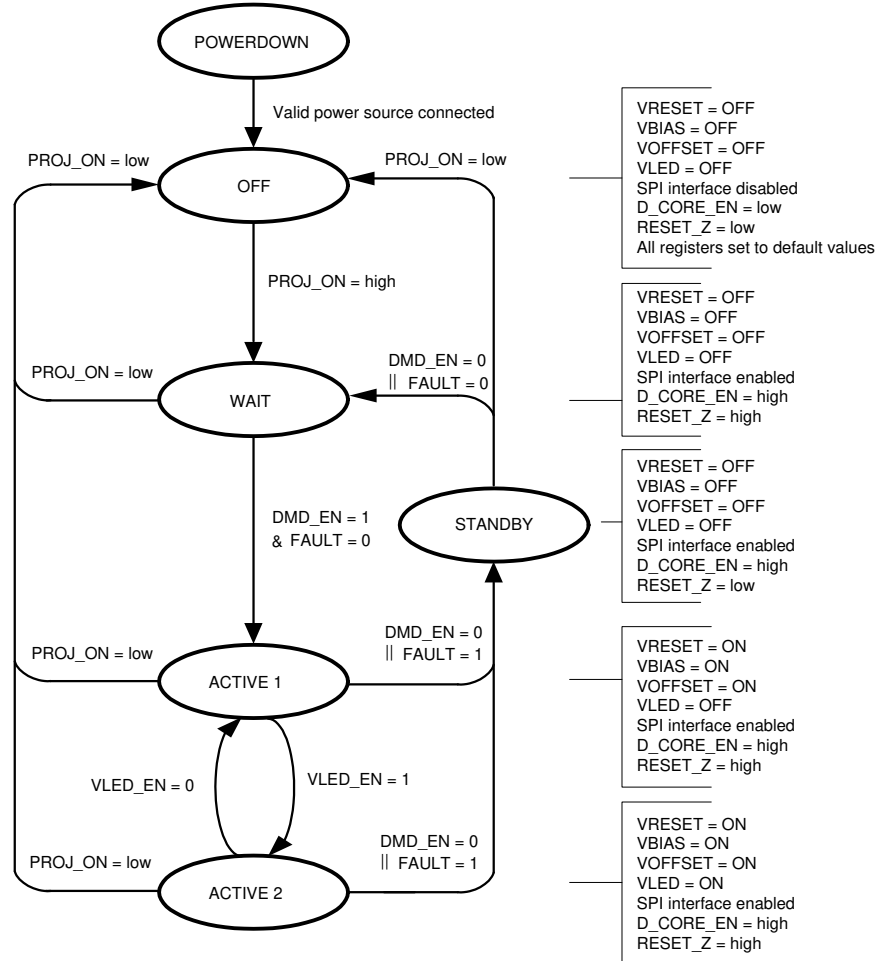 POWERDOWN
Valid power source connected
PROJ_ON = low
PROJ_ON = low
OFF
VRESET = OFF
VBIAS = OFF
VOFFSET = OFF
VLED = OFF
SPI interface disabled
D_CORE_EN = low
RESET_Z = low
All registers set to default values
PROJ_ON = high
PROJ_ON = low
DMD_EN = 0
|| FAULT = 0
WAIT
VRESET = OFF
VBIAS = OFF
VOFFSET = OFF
VLED = OFF
SPI interface enabled
D_CORE_EN = high
RESET_Z = high
DMD_EN = 1
& FAULT = 0
STANDBY
VRESET = OFF
VBIAS = OFF
VOFFSET = OFF
VLED = OFF
SPI interface enabled
D_CORE_EN = high
RESET_Z = low
PROJ_ON = low
DMD_EN = 0
|| FAULT = 1
ACTIVE 1
VRESET = ON
VBIAS = ON
VOFFSET = ON
VLED = OFF
SPI interface enabled
D_CORE_EN = high
RESET_Z = high
VLED_EN = 0
VLED_EN = 1
PROJ_ON = low
DMD_EN = 0
|| FAULT = 1
ACTIVE 2
VRESET = ON
VBIAS = ON
VOFFSET = ON
VLED = ON
SPI interface enabled
D_CORE_EN = high
RESET_Z = high